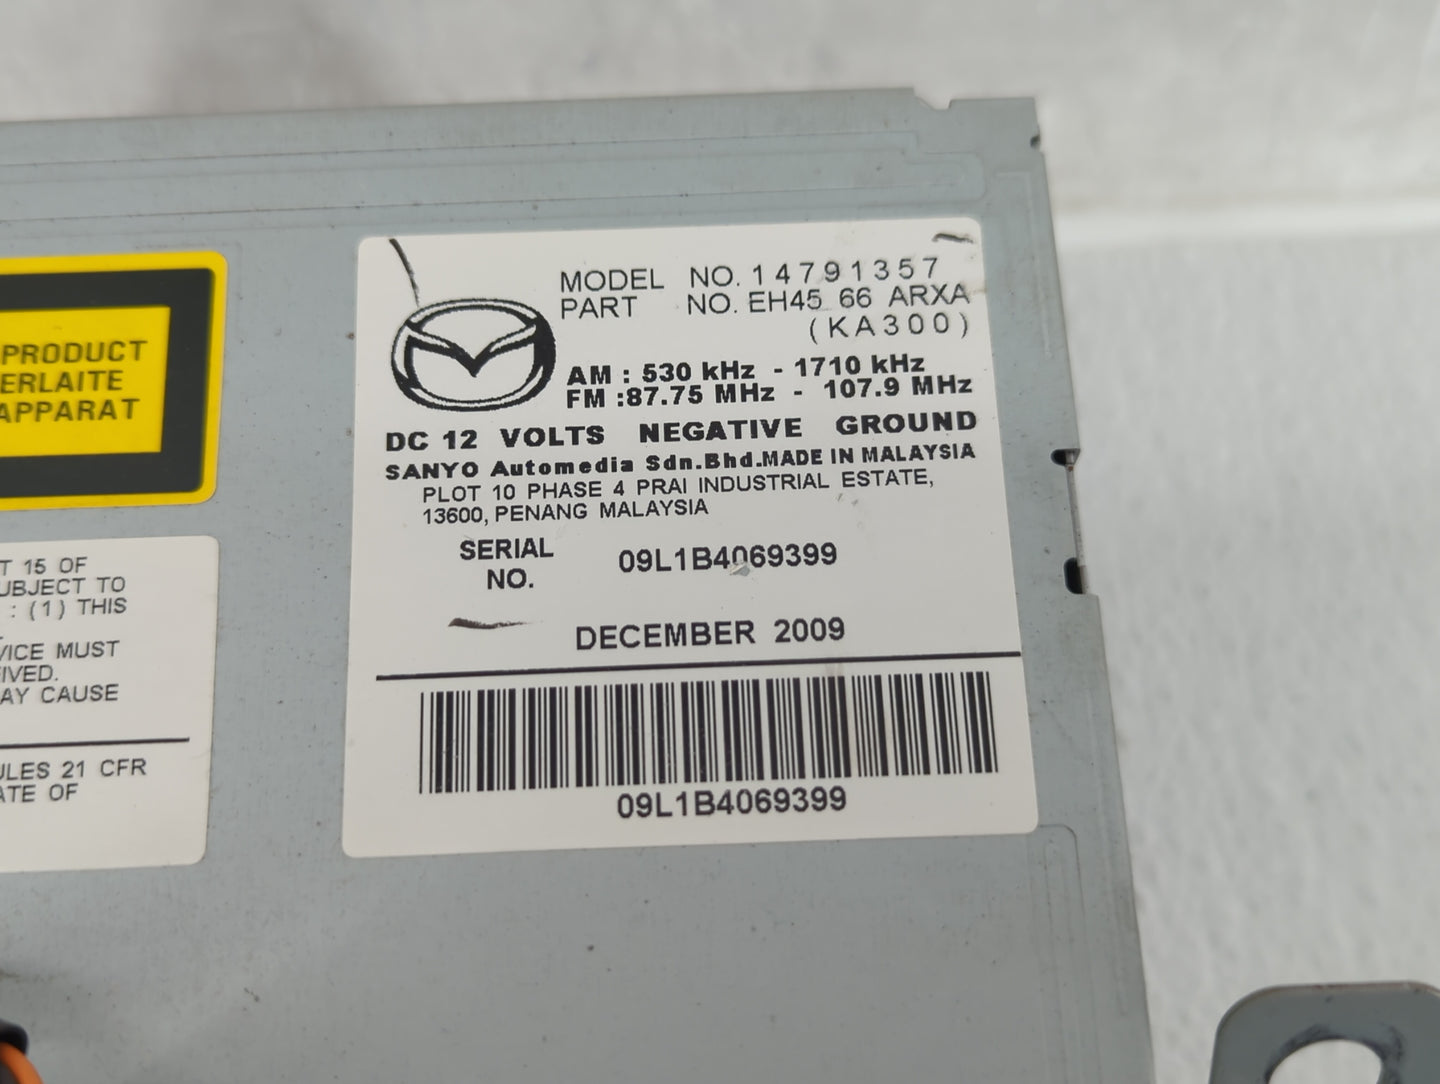 PRODUCT
ERLAITE
APPARAT
T 15 OF
UBJECT TO
: (1) THIS
VICE MUST
IVED.
AY CAUSE
ULES 21 CFR
ATE OF
MODEL NO. 14791357
PART NO. EH45 66 ARXA
(KA300)
AM : 530 kHz - 1710 kHz
FM :87.75 MHz - 107.9 MHz
DC 12 VOLTS NEGATIVE GROUND
SANYO Automedia Sdn.Bhd.MADE IN MALAYSIA
PLOT 10 PHASE 4 PRAI INDUSTRIAL ESTATE,
13600, PENANG MALAYSIA
SERIAL NO. 09L1B4069399
DECEMBER 2009
09L1B4069399